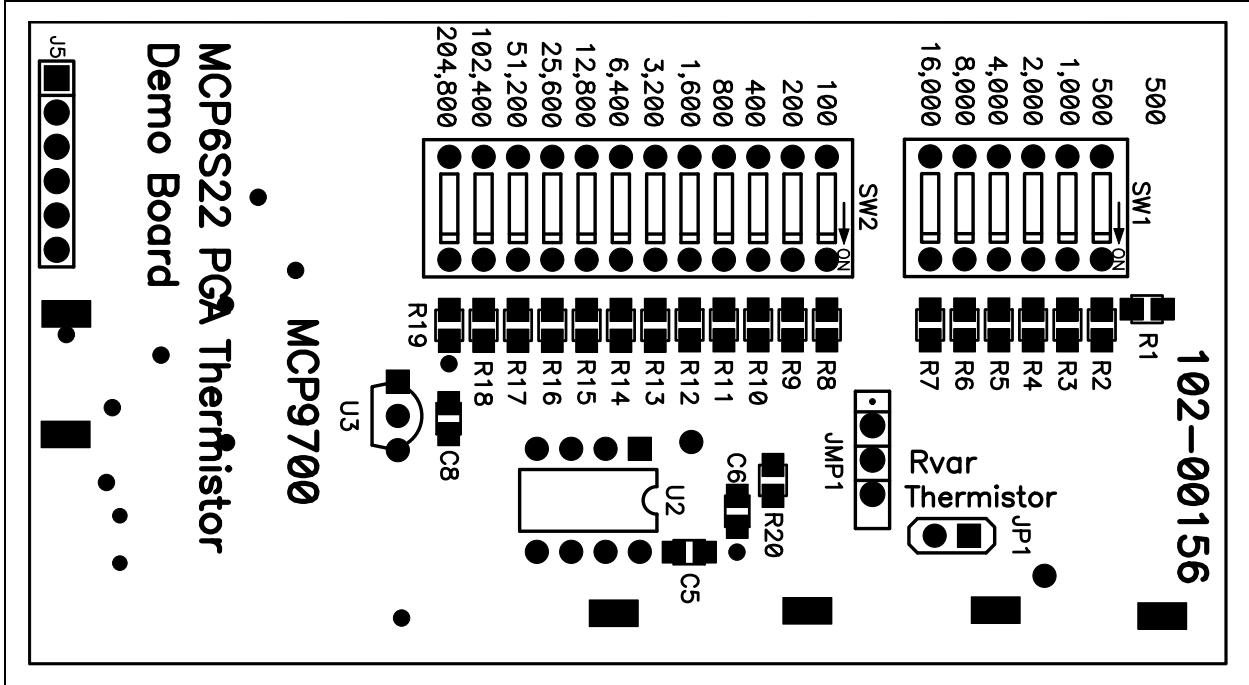 J5
MCP6S22 PGA Thermistor
Demo Board
MCP9700
204,800
102,400
51,200
25,600
12,800
6,400
3,200
1,600
800
400
200
100
16,000
8,000
4,000
2,000
1,000
500
500
SW2
ON
SW1
ON
R19
R18
R17
R16
R15
R14
R13
R12
R11
R10
R9
R8
R7
R6
R5
R4
R3
R2
R1
U3
C8
U2
C6
R20
C5
JMP1
Rvar
Thermistor
JP1
102-00156